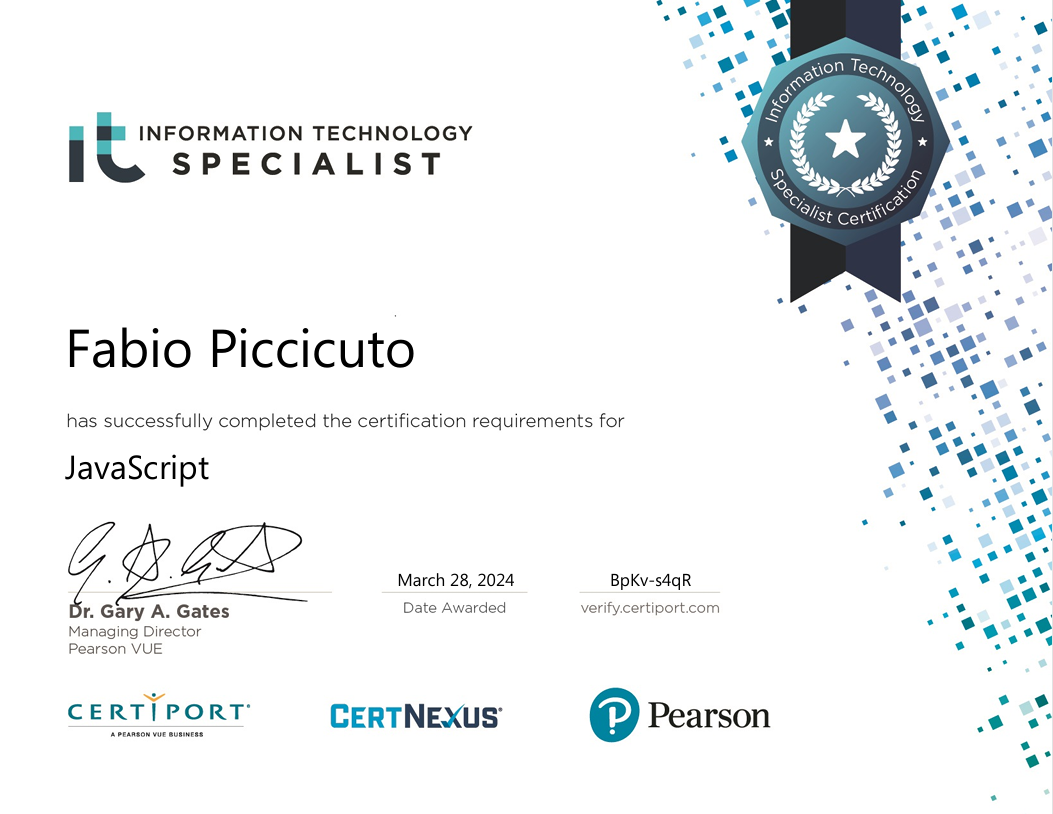 it INFORMATION TECHNOLOGY
SPECIALIST
Information Technology
Specialist Certification
Fabio Piccicuto
has successfully completed the certification requirements for
JavaScript
March 28, 2024
BpKv-s4qR
Dr. Gary A. Gates
Date Awarded
verify.certiport.com
Managing Director
Pearson VUE
CERTIPORT®
A PEARSON VUE BUSINESS
CERTNEXUS®
P Pearson